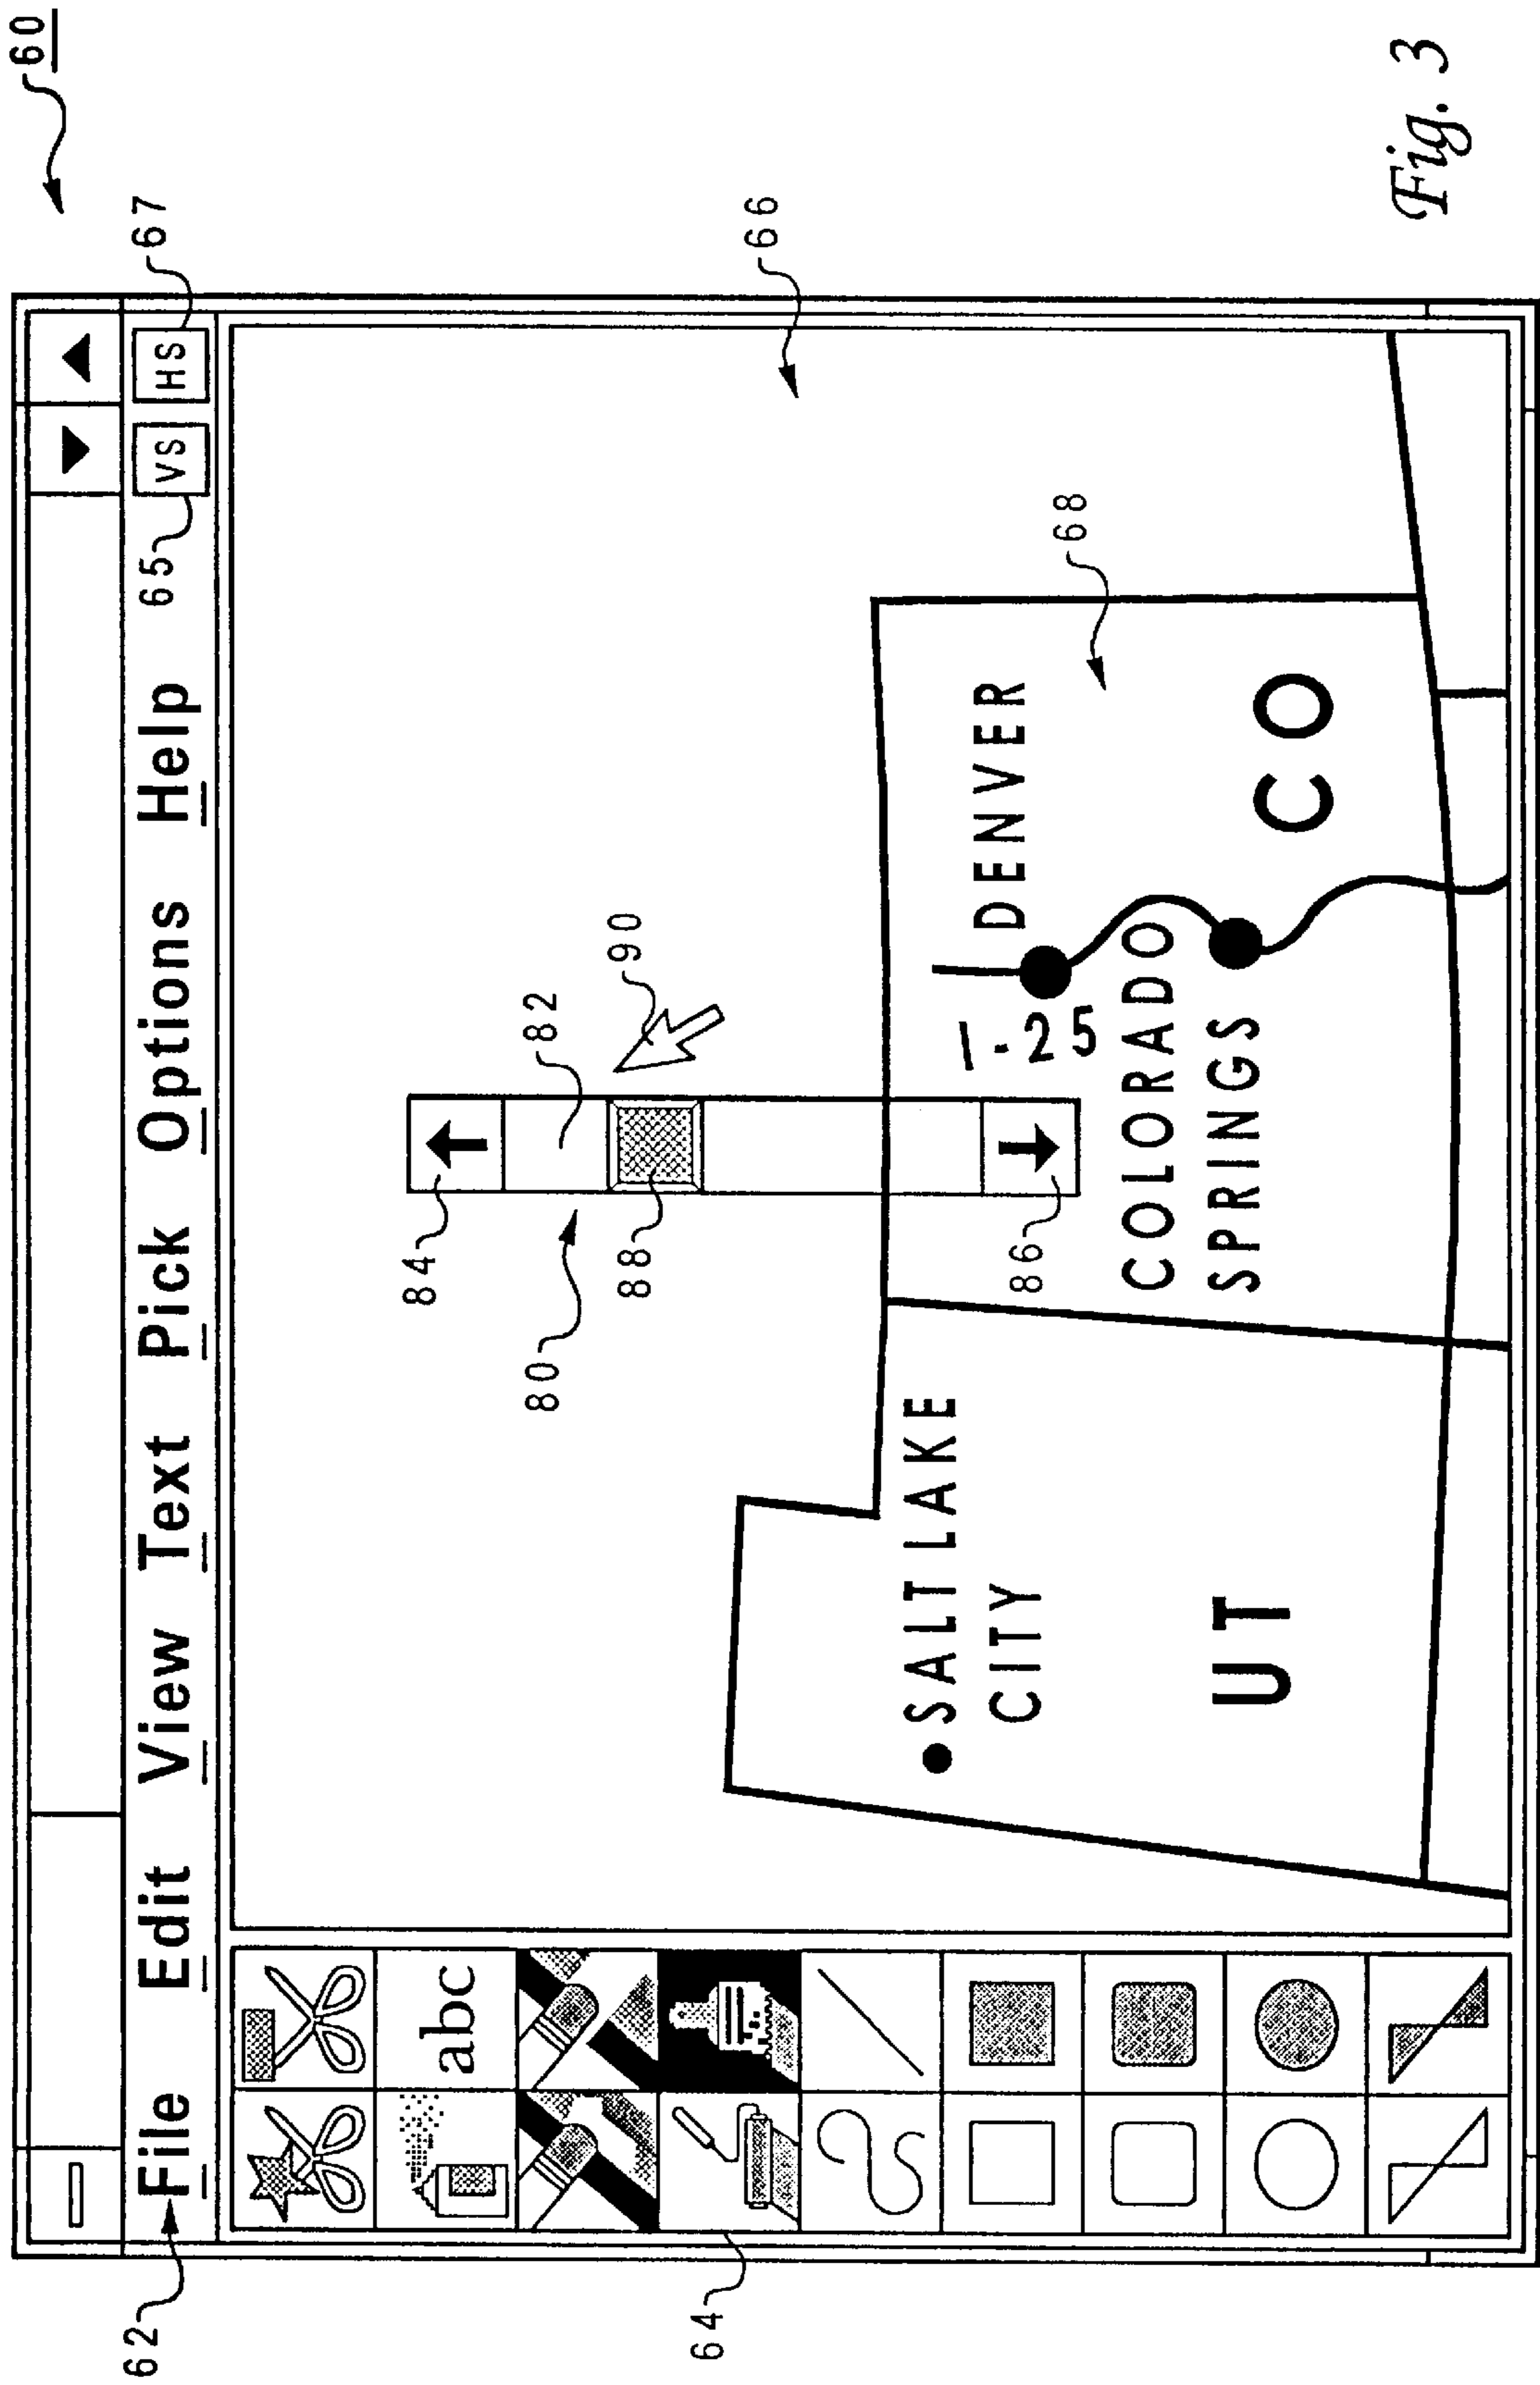 60
62
File Edit View Text Pick Options Help 65 VS HS 67
abc
84
82
80
90
88
66
64
86
SALT LAKE
CITY
UT
DENVER
I-25
COLORADO
SPRINGS
68
CO
Fig. 3